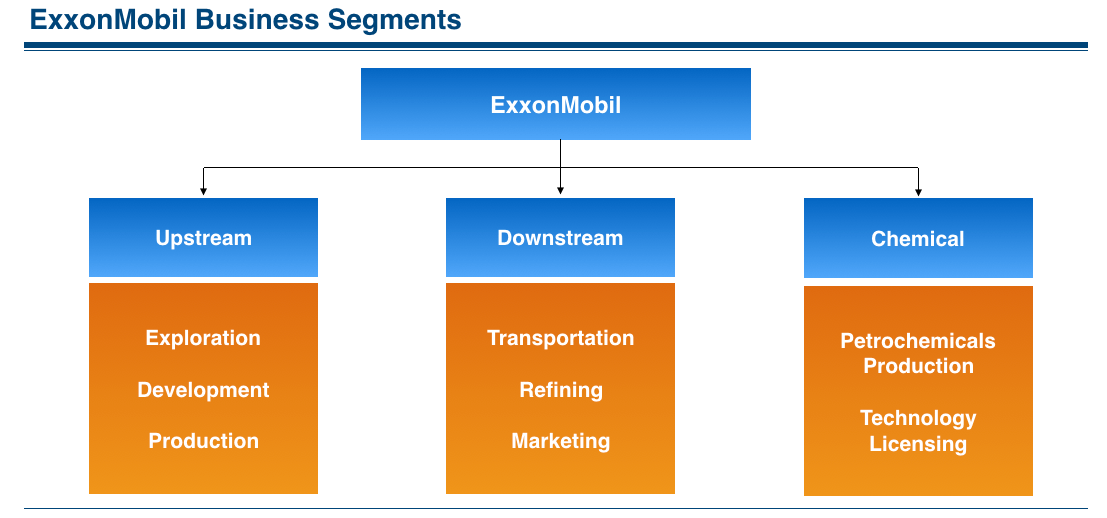 ExxonMobil Business Segments
ExxonMobil
Upstream
Downstream
Chemical
Exploration
Development
Production
Transportation
Refining
Marketing
Petrochemicals
Production
Technology
Licensing